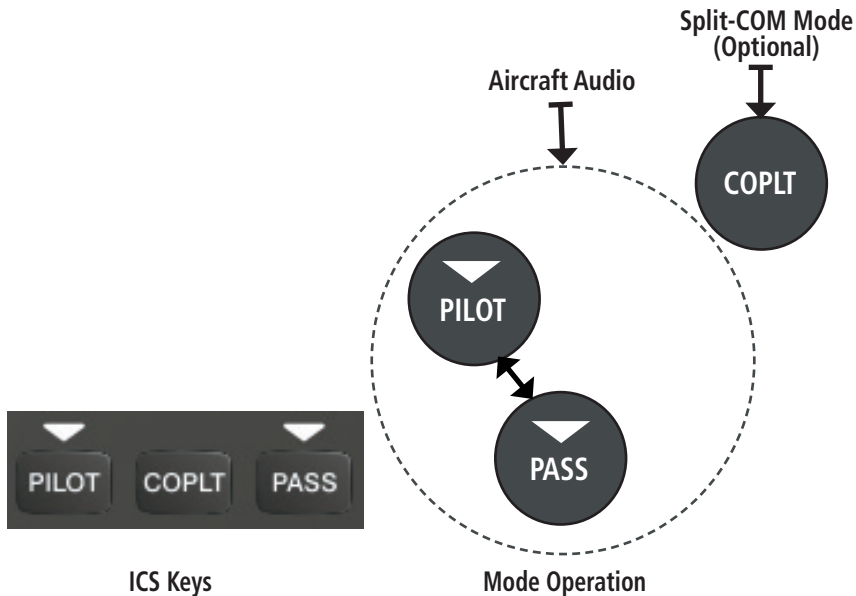 Split-COM Mode
(Optional)
Aircraft Audio
COPLT
PILOT
PASS
PILOT COPLT PASS
ICS Keys
Mode Operation